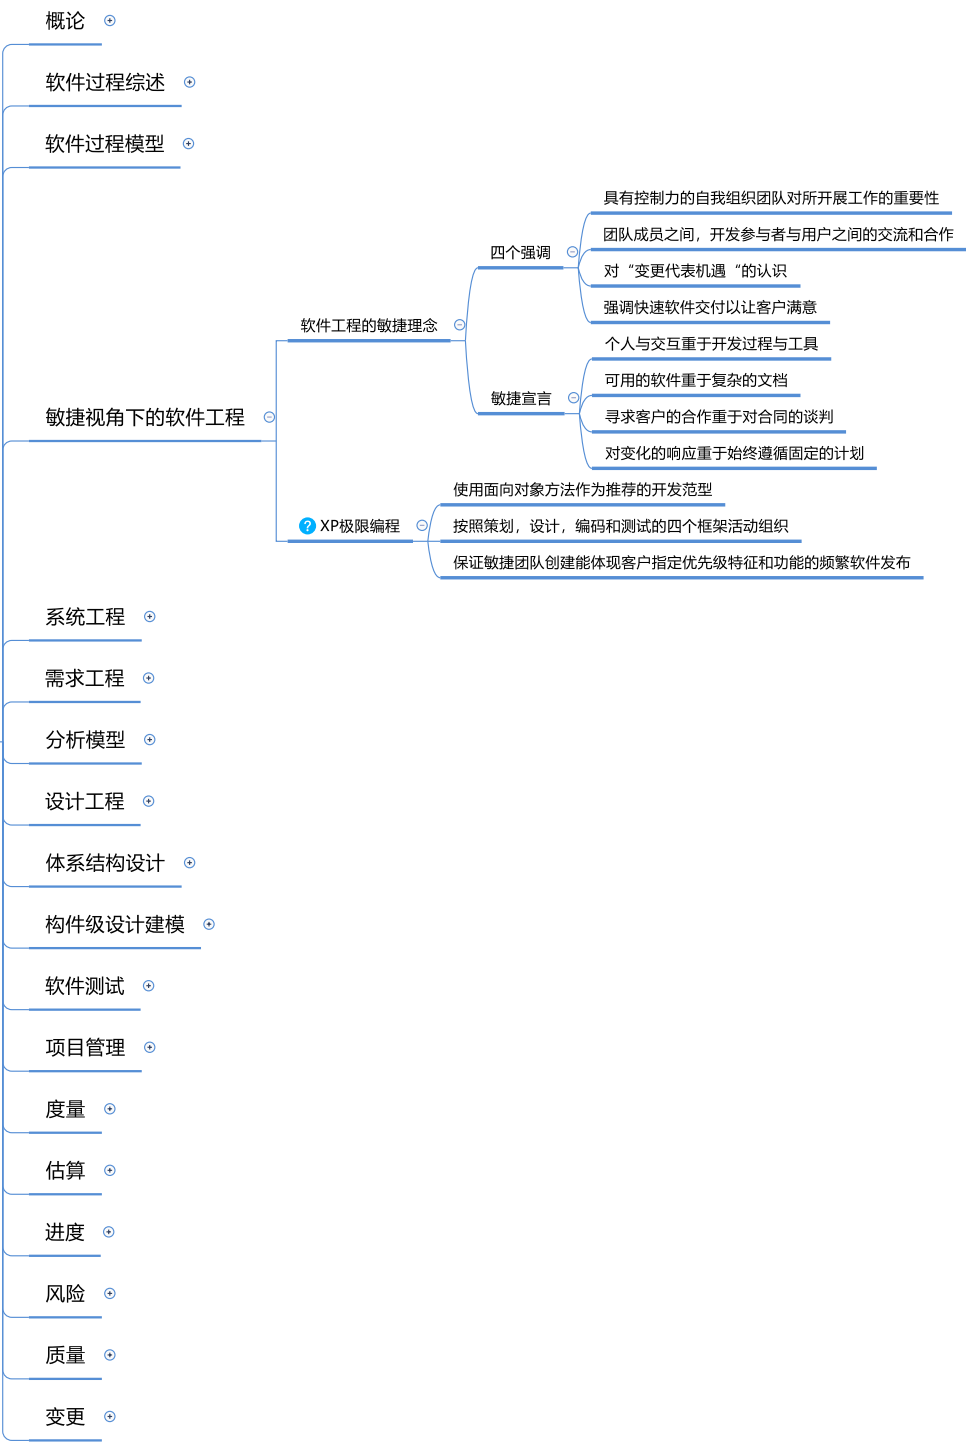 概论
软件过程综述
软件过程模型
具有控制力的自我组织团队对所开展工作的重要性
团队成员之间，开发参与者与用户之间的交流和合作
四个强调
对“变更代表机遇“的认识
强调快速软件交付以让客户满意
软件工程的敏捷理念
个人与交互重于开发过程与工具
可用的软件重于复杂的文档
敏捷宣言
寻求客户的合作重于对合同的谈判
对变化的响应重于始终遵循固定的计划
敏捷视角下的软件工程
使用面向对象方法作为推荐的开发范型
XP极限编程
按照策划，设计，编码和测试的四个框架活动组织
保证敏捷团队创建能体现客户指定优先级特征和功能的频繁软件发布
系统工程
需求工程
分析模型
设计工程
体系结构设计
构件级设计建模
软件测试
项目管理
度量
估算
进度
风险
质量
变更